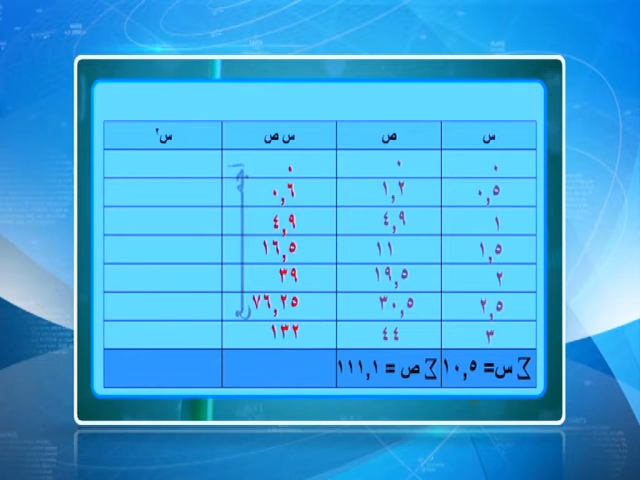 س ص س ص س٢
٠ ٠ ٠
٠,٥ ١,٢ ٠,٦
١ ٤,٩ ٤,٩
١,٥ ١١ ١٦,٥
٢ ١٩,٥ ٣٩
٢,٥ ٣٠,٥ ٧٦,٢٥
٣ ٤٤ ١٣٢
∑ س= ١٠,٥ ∑ ص = ١١١,١
اجمع